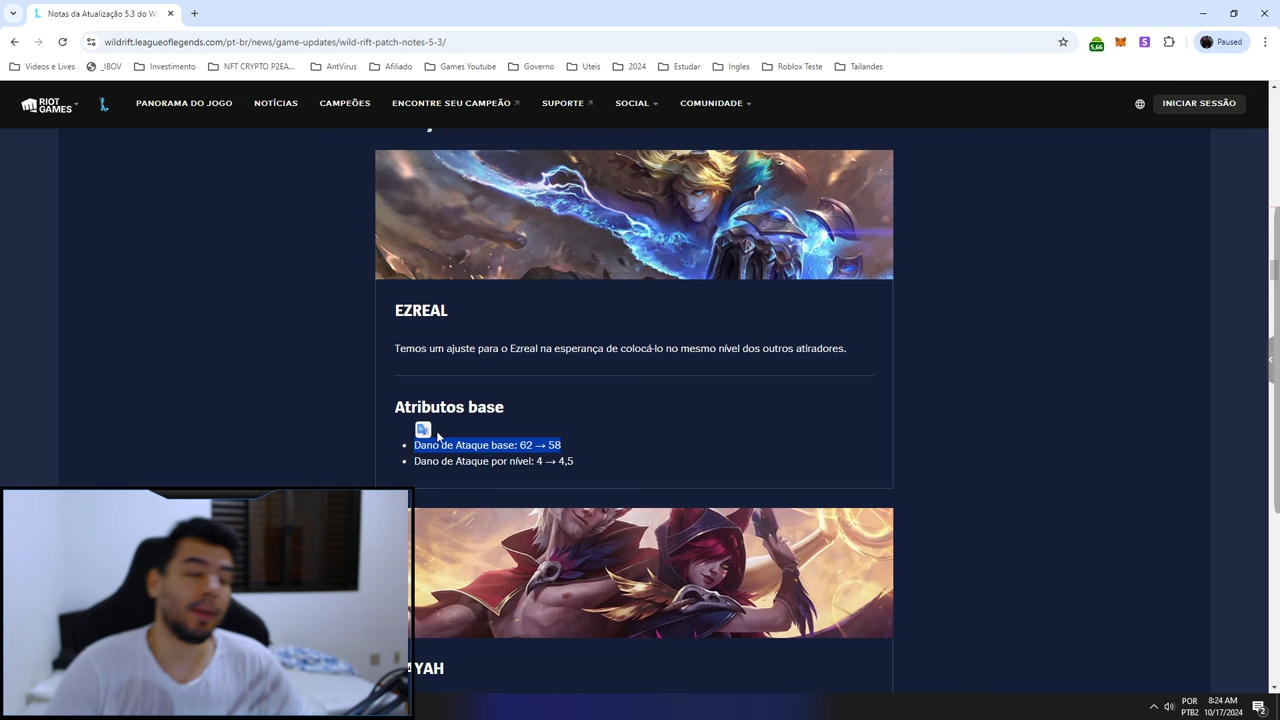 Notas da Atualização 5.3 do Wi
wildrift.leagueoflegends.com/pt-br/news/game-updates/wild-rift-patch-notes-5-3/
5,66
S
Paused
Videos e Lives
_IBOV
Investimento
NFT CRYPTO P2EA...
AntVirus
Afiliado
Games Youtube
Governo
Uteis
2024
Estudar
Ingles
Roblox Teste
Tailandes
RIOT GAMES
PANORAMA DO JOGO
NOTÍCIAS
CAMPEÕES
ENCONTRE SEU CAMPEÃO
SUPORTE
SOCIAL
COMUNIDADE
INICIAR SESSÃO
EZREAL
Temos um ajuste para o Ezreal na esperança de colocá-lo no mesmo nível dos outros atiradores.
Atributos base
Dano de Ataque base: 62 → 58
Dano de Ataque por nível: 4 → 4,5
YAH
POR
PTB2
8:24 AM
10/17/2024
2